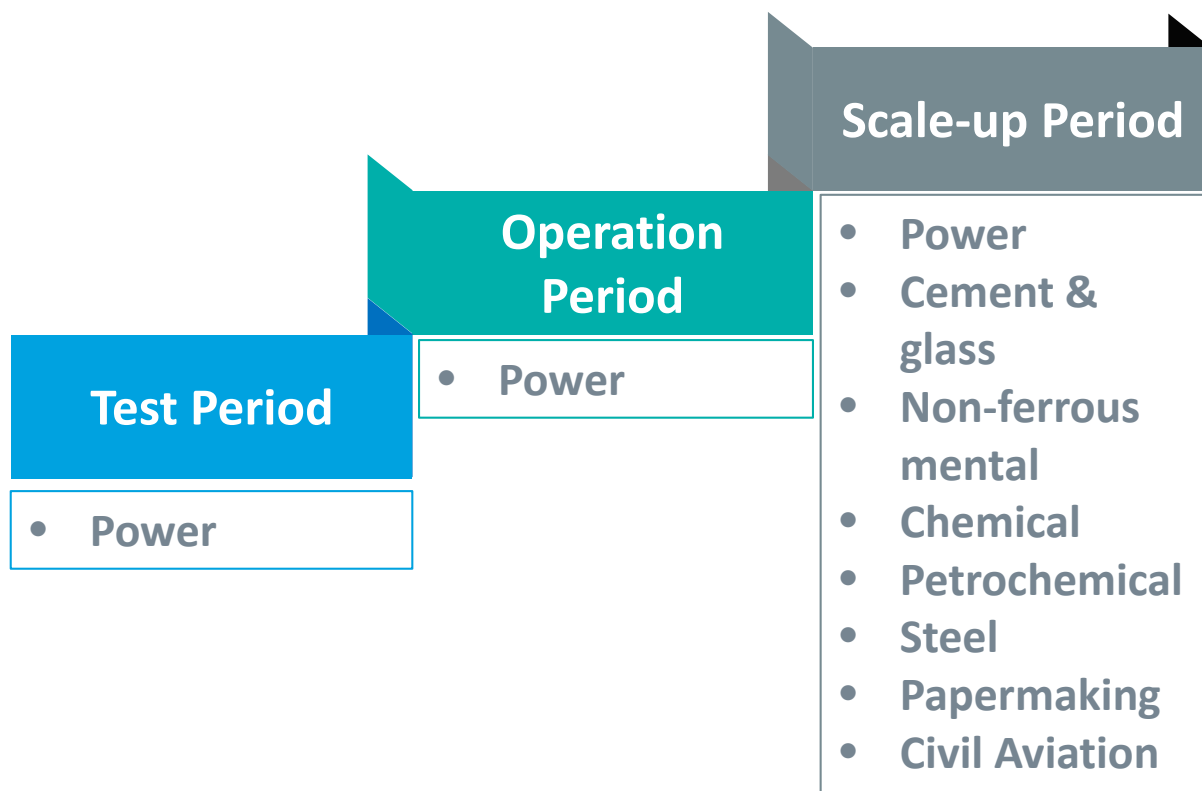 Scale-up Period
Operation
Period
Test Period
• Power
• Power
• Power
• Cement &
glass
• Non-ferrous
mental
• Chemical
• Petrochemical
• Steel
• Papermaking
• Civil Aviation